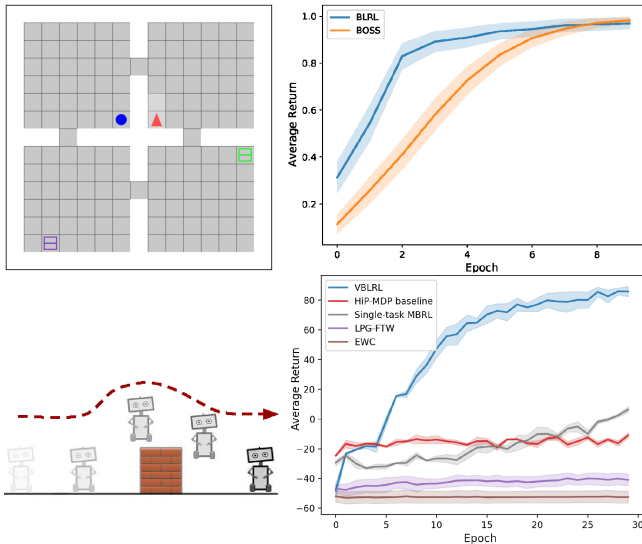 BLRL
BOSS
1.0
0.8
0.6
0.4
0.2
0
2
4
6
8
Average Return
Epoch
VBLRL
HiP-MDP baseline
Single-task MBRL
LPG-FTW
EWC
80
60
40
20
0
−20
−40
−60
0
5
10
15
20
25
30
Average Return
Epoch